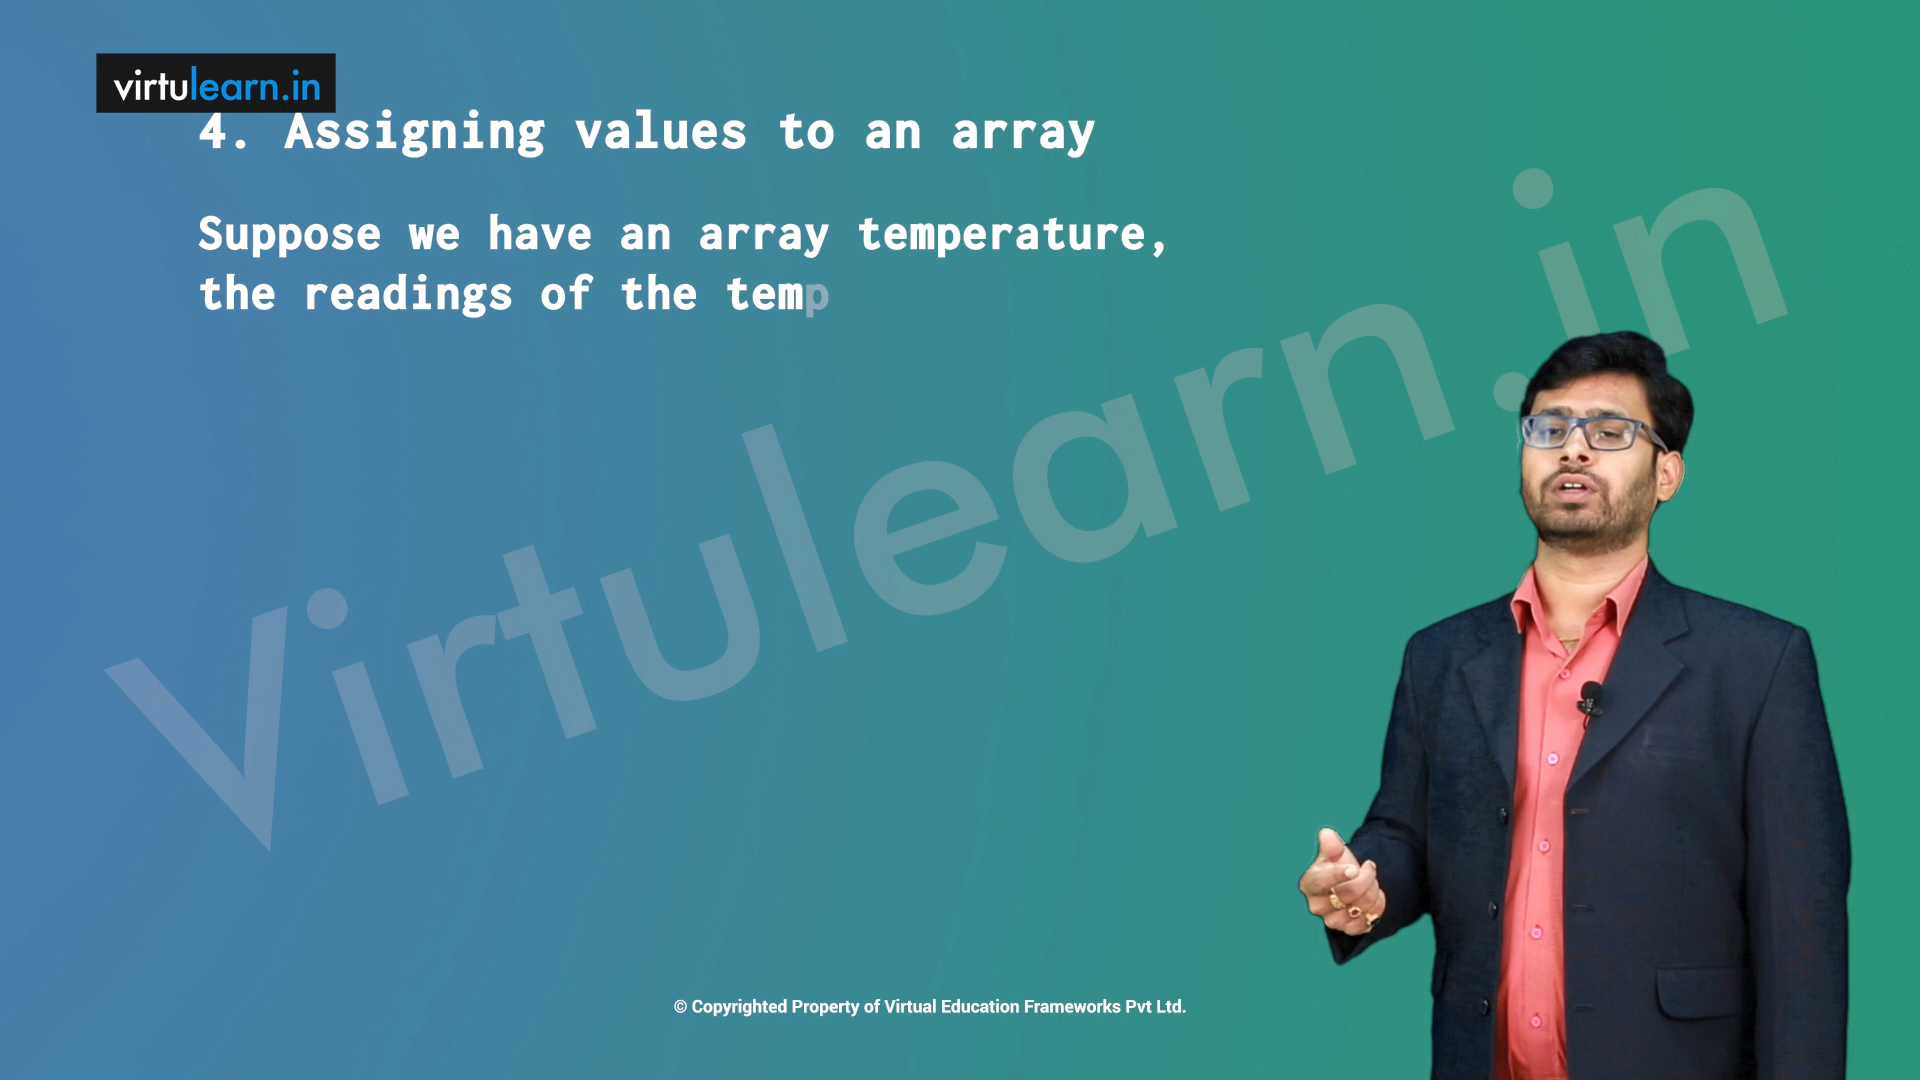 virtulearn.in
4. Assigning values to an array
Suppose we have an array temperature,
the readings of the temp
Virtulearn.in
© Copyrighted Property of Virtual Education Frameworks Pvt Ltd.